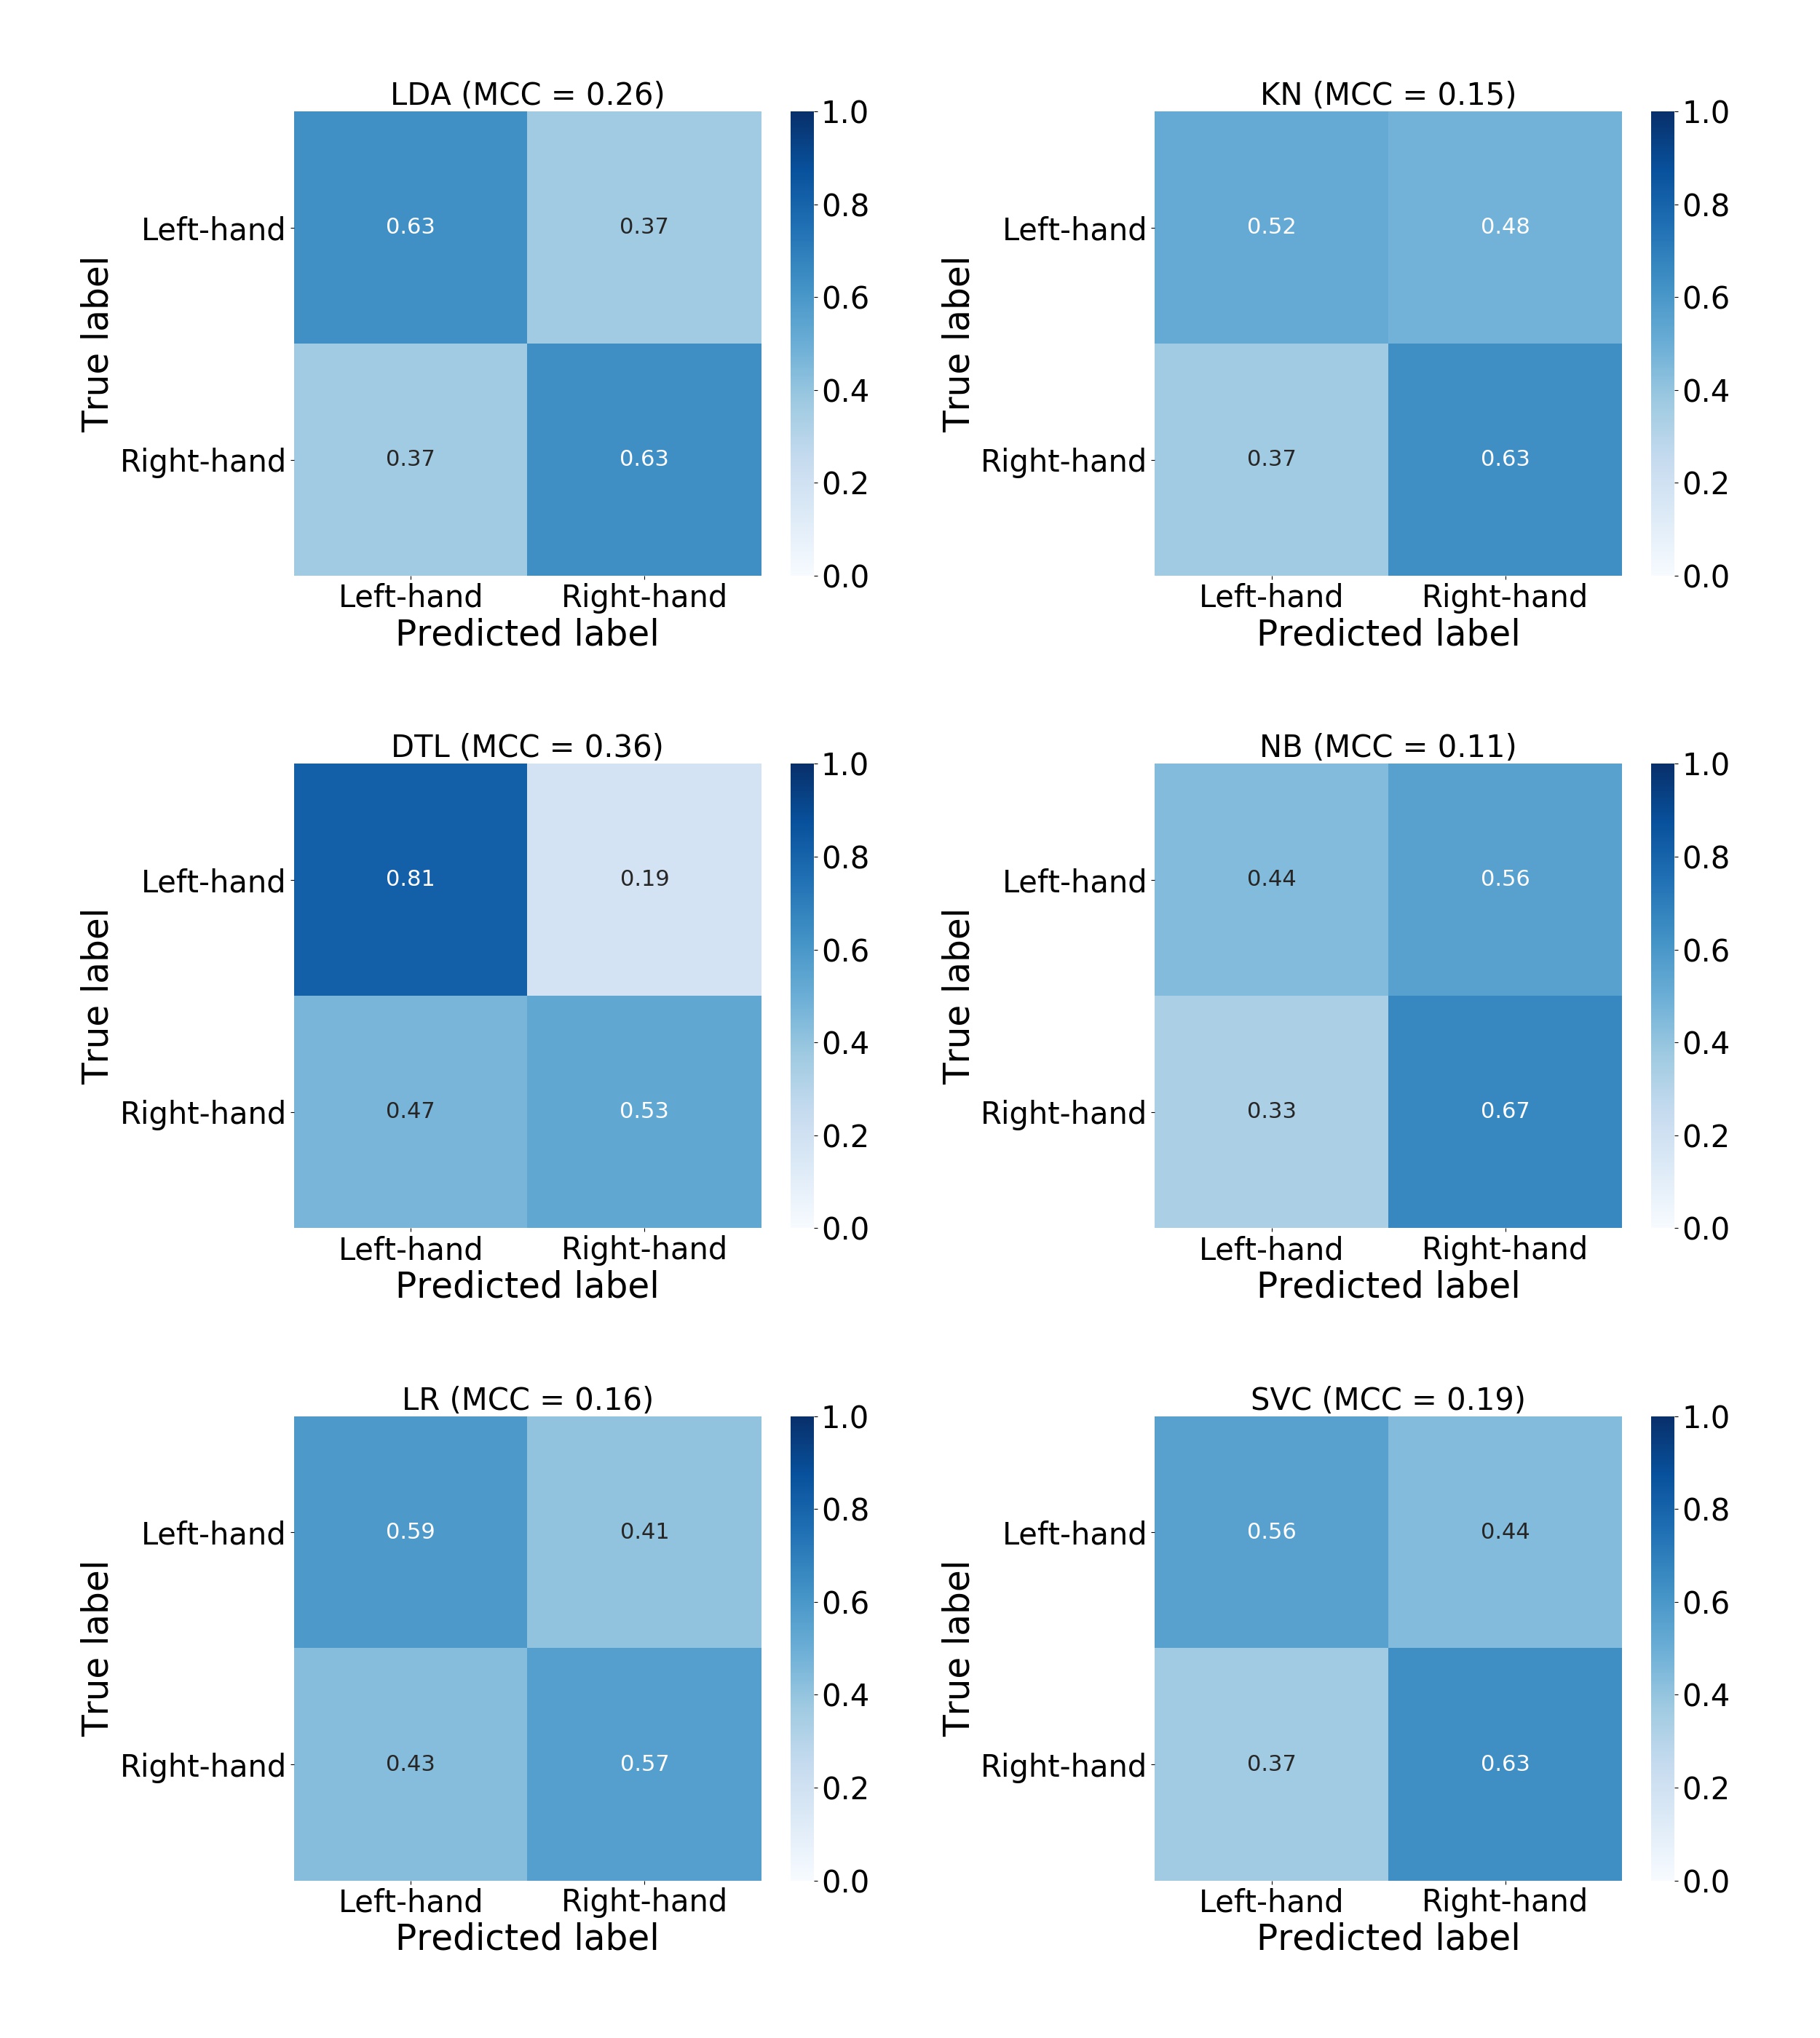 LDA (MCC = 0.26)
True label
Left-hand
Right-hand
0.63 0.37
0.37 0.63
Left-hand Right-hand
Predicted label
1.0
0.8
0.6
0.4
0.2
0.0
KN (MCC = 0.15)
True label
Left-hand
Right-hand
0.52 0.48
0.37 0.63
Left-hand Right-hand
Predicted label
1.0
0.8
0.6
0.4
0.2
0.0
DTL (MCC = 0.36)
True label
Left-hand
Right-hand
0.81 0.19
0.47 0.53
Left-hand Right-hand
Predicted label
1.0
0.8
0.6
0.4
0.2
0.0
NB (MCC = 0.11)
True label
Left-hand
Right-hand
0.44 0.56
0.33 0.67
Left-hand Right-hand
Predicted label
1.0
0.8
0.6
0.4
0.2
0.0
LR (MCC = 0.16)
True label
Left-hand
Right-hand
0.59 0.41
0.43 0.57
Left-hand Right-hand
Predicted label
1.0
0.8
0.6
0.4
0.2
0.0
SVC (MCC = 0.19)
True label
Left-hand
Right-hand
0.56 0.44
0.37 0.63
Left-hand Right-hand
Predicted label
1.0
0.8
0.6
0.4
0.2
0.0